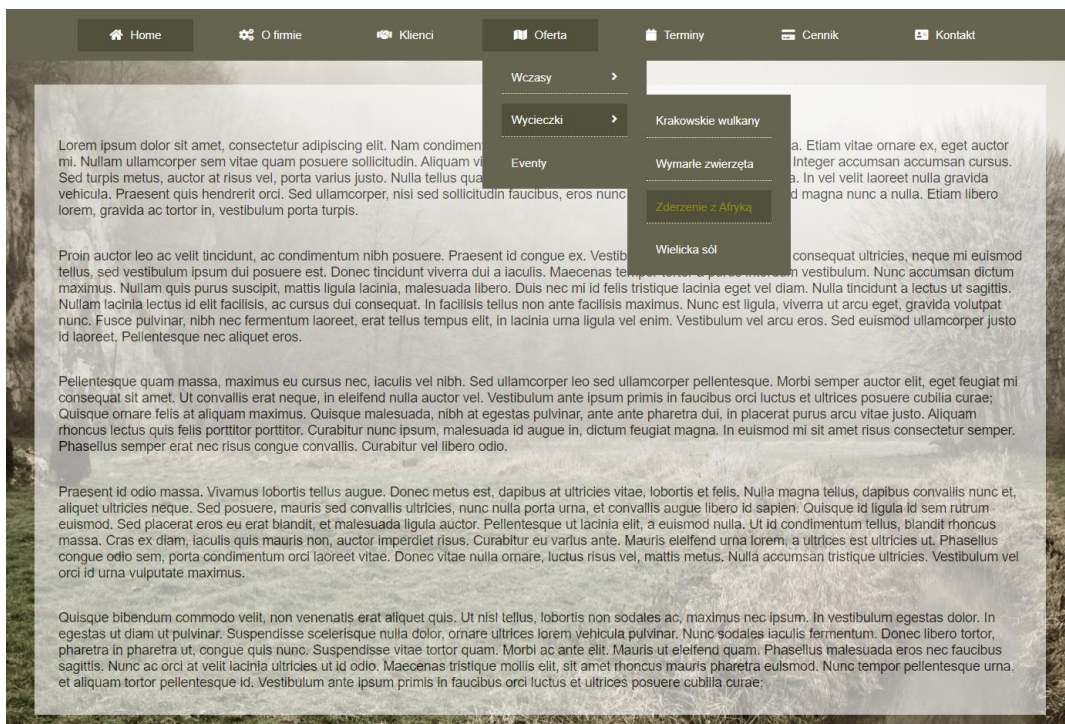 Home O firmie Klienci Oferta Terminy Cennik Kontakt
Wczasy
Wycieczki
Eventy
Krakowskie wulkany
Wymarłe zwierzęta
Zderzenie z Afryką
Wielicka sól
Lorem ipsum dolor sit amet, consectetur adipiscing elit. Nam condimen a. Etiam vitae ornare ex, eget auctor
mi. Nullam ullamcorper sem vitae quam posuere sollicitudin. Aliquam vi Integer accumsan accumsan cursus.
Sed turpis metus, auctor at risus vel, porta varius justo. Nulla tellus qua a. In vel velit laoreet nulla gravida
vehicula. Praesent quis hendrerit orci. Sed ullamcorper, nisi sed sollicitudin faucibus, eros nunc d magna nunc a nulla. Etiam libero
lorem, gravida ac tortor in, vestibulum porta turpis.
Proin auctor leo ac velit tincidunt, ac condimentum nibh posuere. Praesent id congue ex. Vestib consequat ultricies, neque mi euismod
tellus, sed vestibulum ipsum dui posuere est. Donec tincidunt viverra dui a iaculis. Maecenas vestibulum. Nunc accumsan dictum
maximus. Nullam quis purus suscipit, mattis ligula lacinia, malesuada libero. Duis nec mi id felis tristique lacinia eget vel diam. Nulla tincidunt a lectus ut sagittis.
Nullam lacinia lectus id elit facilisis, ac cursus dui consequat. In facilisis tellus non ante facilisis maximus. Nunc est ligula, viverra ut arcu eget, gravida volutpat
nunc. Fusce pulvinar, nibh nec fermentum laoreet, erat tellus tempus elit, in lacinia urna ligula vel enim. Vestibulum vel arcu eros. Sed euismod ullamcorper justo
id laoreet. Pellentesque nec aliquet eros.
Pellentesque quam massa, maximus eu cursus nec, iaculis vel nibh. Sed ullamcorper leo sed ullamcorper pellentesque. Morbi semper auctor elit, eget feugiat mi
consequat sit amet. Ut convallis erat neque, in eleifend nulla auctor vel. Vestibulum ante ipsum primis in faucibus orci luctus et ultrices posuere cubilia curae;
Quisque ornare felis at aliquam maximus. Quisque malesuada, nibh at egestas pulvinar, ante ante pharetra dui, in placerat purus arcu vitae justo. Aliquam
rhoncus lectus quis felis porttitor porttitor. Curabitur nunc ipsum, malesuada id augue in, dictum feugiat magna. In euismod mi sit amet risus consectetur semper.
Phasellus semper erat nec risus congue convallis. Curabitur vel libero odio.
Praesent id odio massa. Vivamus lobortis tellus augue. Donec metus est, dapibus at ultricies vitae, lobortis et felis. Nulla magna tellus, dapibus convallis nunc et,
aliquet ultricies neque. Sed posuere, mauris sed convallis ultricies, nunc nulla porta urna, et convallis augue libero id sapien. Quisque id ligula id sem rutrum
euismod. Sed placerat eros eu erat blandit, et malesuada ligula auctor. Pellentesque ut lacinia elit, a euismod nulla. Ut id condimentum tellus, blandit rhoncus
massa. Cras ex diam, iaculis quis mauris non, auctor imperdiet risus. Curabitur eu varius ante. Mauris eleifend urna lorem, a ultrices est ultricies ut. Phasellus
congue odio sem, porta condimentum orci laoreet vitae. Donec vitae nulla ornare, luctus risus vel, mattis metus. Nulla accumsan tristique ultricies. Vestibulum vel
orci id urna vulputate maximus.
Quisque bibendum commodo velit, non venenatis erat aliquet quis. Ut nisl tellus, lobortis non sodales ac, maximus nec ipsum. In vestibulum egestas dolor. In
egestas ut diam ut pulvinar. Suspendisse scelerisque nulla dolor, ornare ultrices lorem vehicula pulvinar. Nunc sodales iaculis fermentum. Donec libero tortor,
pharetra in pharetra ut, congue quis nunc. Suspendisse vitae tortor quam. Morbi ac ante elit. Mauris ut eleifend quam. Phasellus malesuada eros nec faucibus
sagittis. Nunc ac orci at velit lacinia ultricies ut id odio. Maecenas tristique mollis elit, sit amet rhoncus mauris pharetra euismod. Nunc tempor pellentesque urna,
et aliquam tortor pellentesque id. Vestibulum ante ipsum primis in faucibus orci luctus et ultrices posuere cubilia curae;